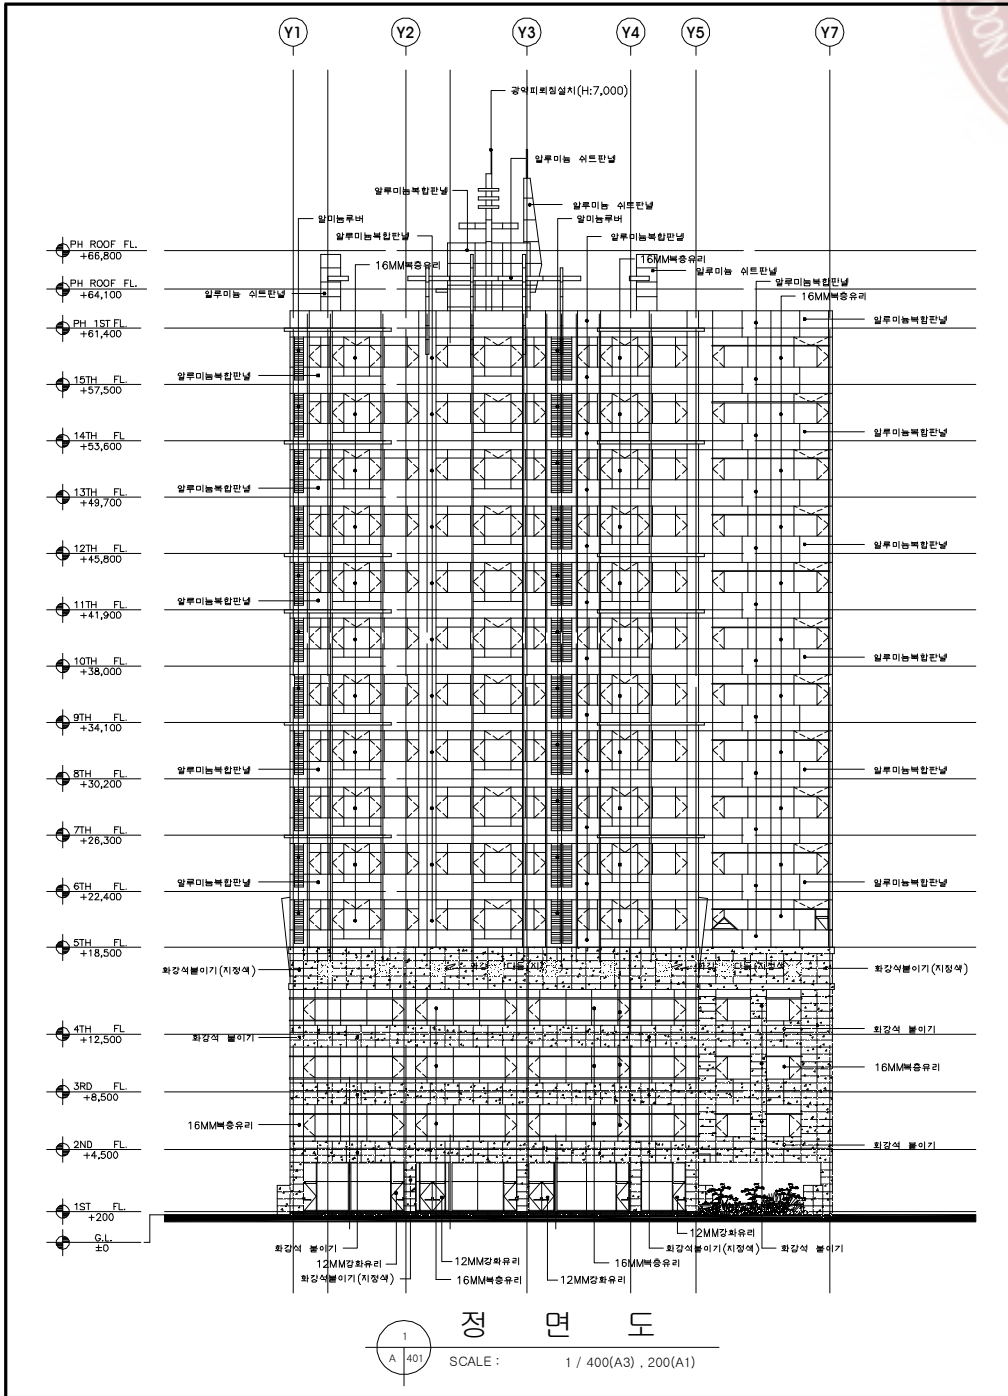 Y1 Y2 Y3 Y4 Y5 Y7
광역피뢰침설치(H:7,000)
알루미늄 쉬트판넬
알루미늄복합판넬
알루미늄 쉬트판넬
알미늄루버
알미늄루버
알루미늄복합판넬
알루미늄복합판넬
PH ROOF FL.
+66,800
16MM복층유리
16MM복층유리
알루미늄 쉬트판넬
알루미늄복합판넬
PH ROOF FL.
+64,100
알루미늄 쉬트판넬
16MM복층유리
PH 1ST FL.
+61,400
알루미늄복합판넬
알루미늄복합판넬
15TH FL.
+57,500
14TH FL
+53,600
알루미늄복합판넬
알루미늄복합판넬
13TH FL.
+49,700
12TH FL.
+45,800
알루미늄복합판넬
알루미늄복합판넬
11TH FL.
+41,900
10TH FL.
+38,000
알루미늄복합판넬
9TH FL.
+34,100
알루미늄복합판넬
알루미늄복합판넬
8TH FL.
+30,200
7TH FL.
+26,300
알루미늄복합판넬
알루미늄복합판넬
6TH FL.
+22,400
5TH FL.
+18,500
화강석붙이기(지정색)
화강석붙이기(지정색)
4TH FL
+12,500
화강석 붙이기
화강석 붙이기
16MM복층유리
3RD FL.
+8,500
16MM복층유리
2ND FL.
+4,500
화강석 붙이기
1ST FL.
+200
G.L.
±0
12MM강화유리
화강석 붙이기
화강석붙이기(지정색)
화강석 붙이기
12MM강화유리
12MM강화유리
16MM복층유리
화강석붙이기(지정색)
16MM복층유리
12MM강화유리
정 면 도
1
A 401
SCALE : 1 / 400(A3) , 200(A1)